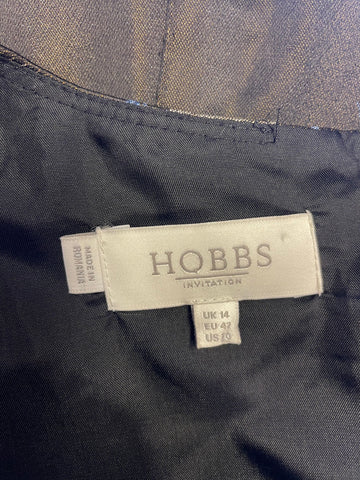 HOBBS
INVITATION
MADE IN
ROMANIA
UK 14
EU 42
US 10